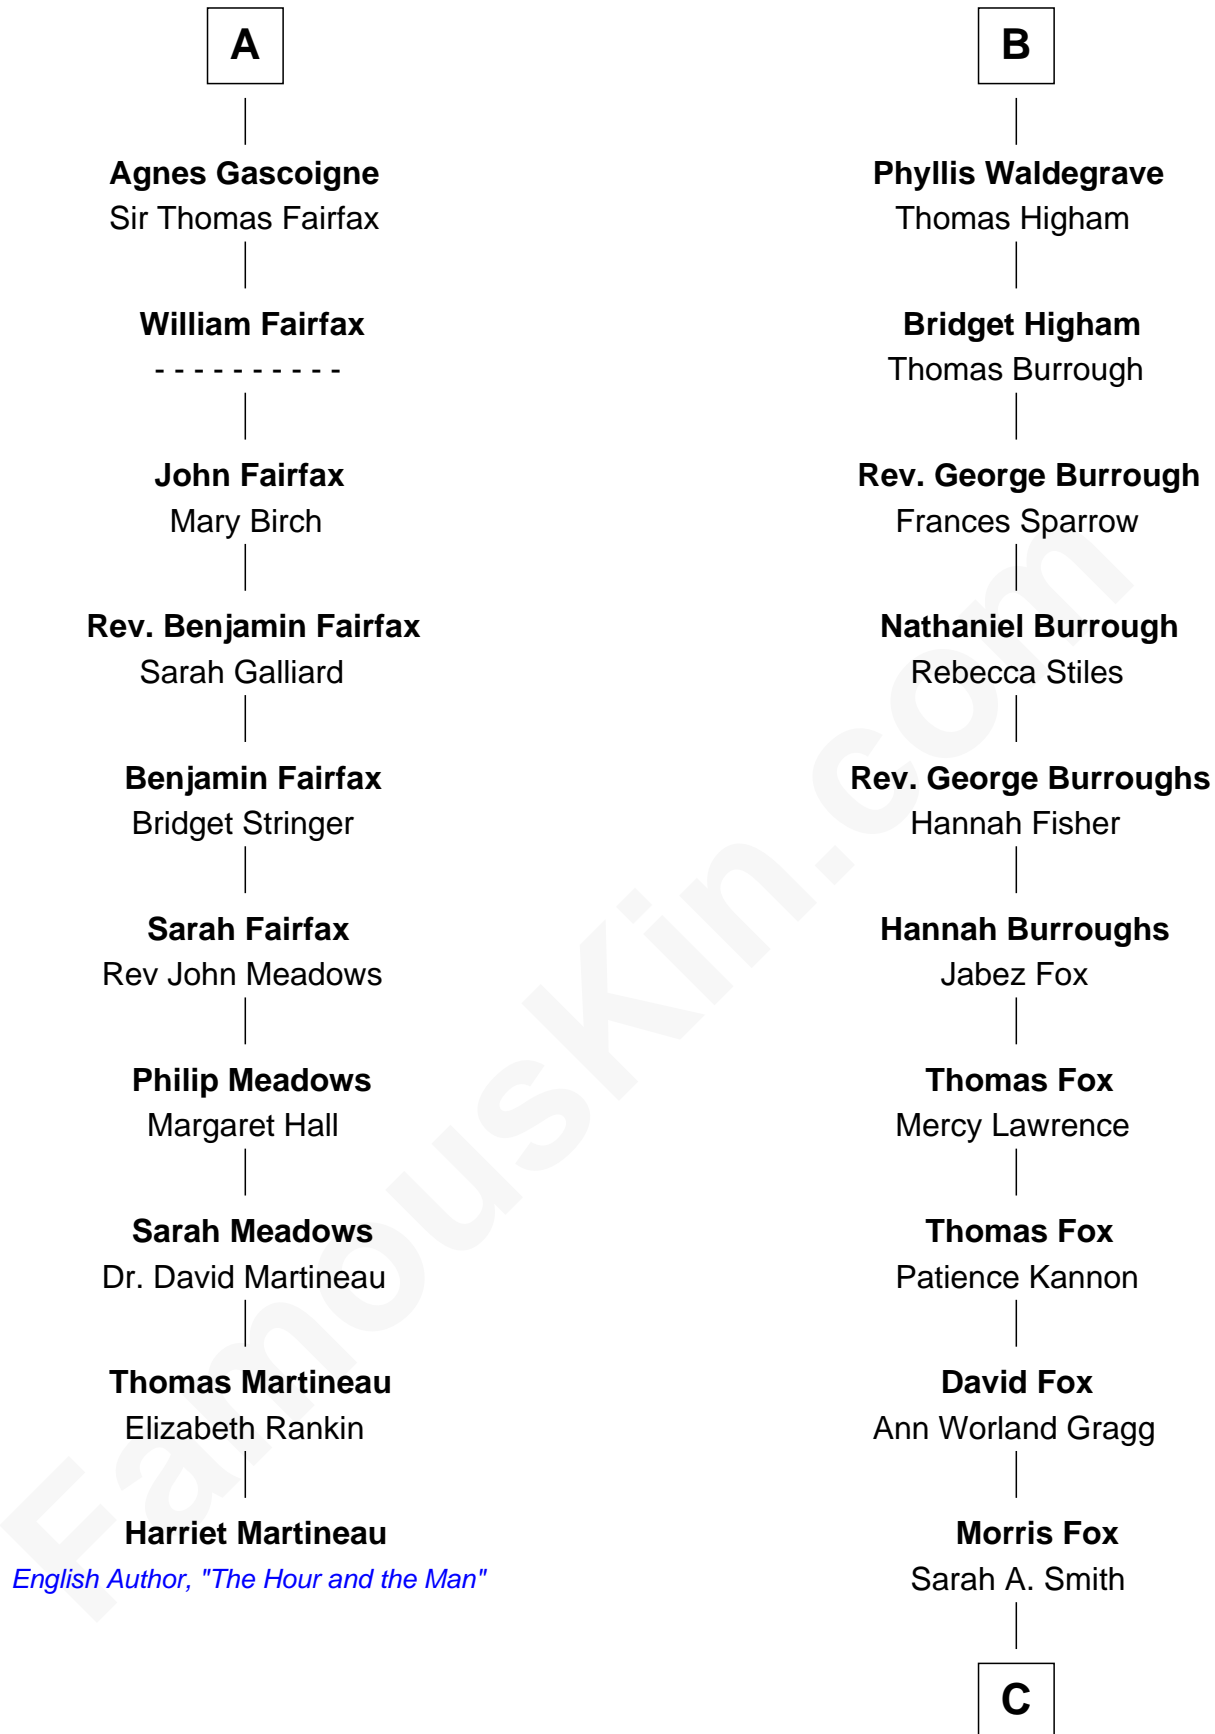 A
Agnes Gascoigne
Sir Thomas Fairfax
William Fairfax
- - - - - - - - - -
John Fairfax
Mary Birch
Rev. Benjamin Fairfax
Sarah Galliard
Benjamin Fairfax
Bridget Stringer
Sarah Fairfax
Rev John Meadows
Philip Meadows
Margaret Hall
Sarah Meadows
Dr. David Martineau
Thomas Martineau
Elizabeth Rankin
Harriet Martineau
English Author, "The Hour and the Man"
B
Phyllis Waldegrave
Thomas Higham
Bridget Higham
Thomas Burrough
Rev. George Burrough
Frances Sparrow
Nathaniel Burrough
Rebecca Stiles
Rev. George Burroughs
Hannah Fisher
Hannah Burroughs
Jabez Fox
Thomas Fox
Mercy Lawrence
Thomas Fox
Patience Kannon
David Fox
Ann Worland Gragg
Morris Fox
Sarah A. Smith
C
FamousKin.com